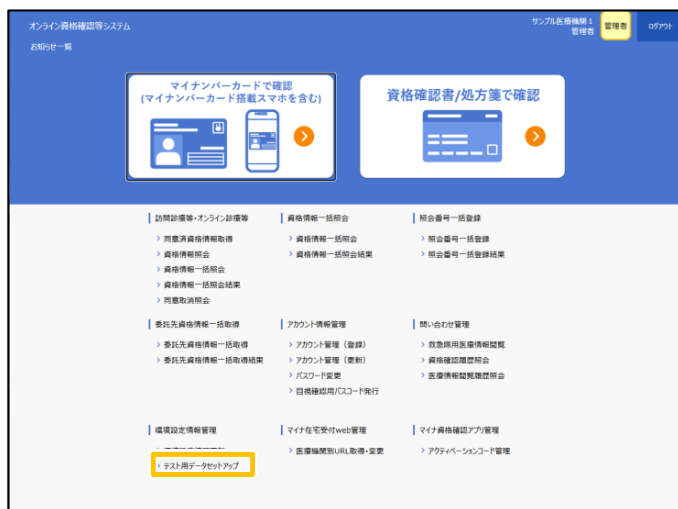 オンライン資格確認等システム
サンプル医療機関1
管理者
管理者
ログアウト
お知らせ一覧
マイナンバーカードで確認
(マイナンバーカード搭載スマホを含む)
資格確認書/処方箋で確認
訪問診療等・オンライン診療等
同意済資格情報取得
資格情報照会
資格情報一括照会
資格情報一括照会結果
同意取消照会
資格情報一括照会
資格情報一括照会
資格情報一括照会結果
照会番号一括登録
照会番号一括登録
照会番号一括登録結果
委託先資格情報一括取得
委託先資格情報一括取得
委託先資格情報一括取得結果
アカウント情報管理
アカウント管理(登録)
アカウント管理(更新)
パスワード変更
目視確認用パスコード発行
問い合わせ管理
救急隊用医療情報閲覧
資格確認履歴照会
医療情報閲覧履歴照会
環境設定情報管理
テスト用データセットアップ
マイナ在宅受付web管理
医療機関別URL取得・変更
マイナ資格確認アプリ管理
アクティベーションコード管理